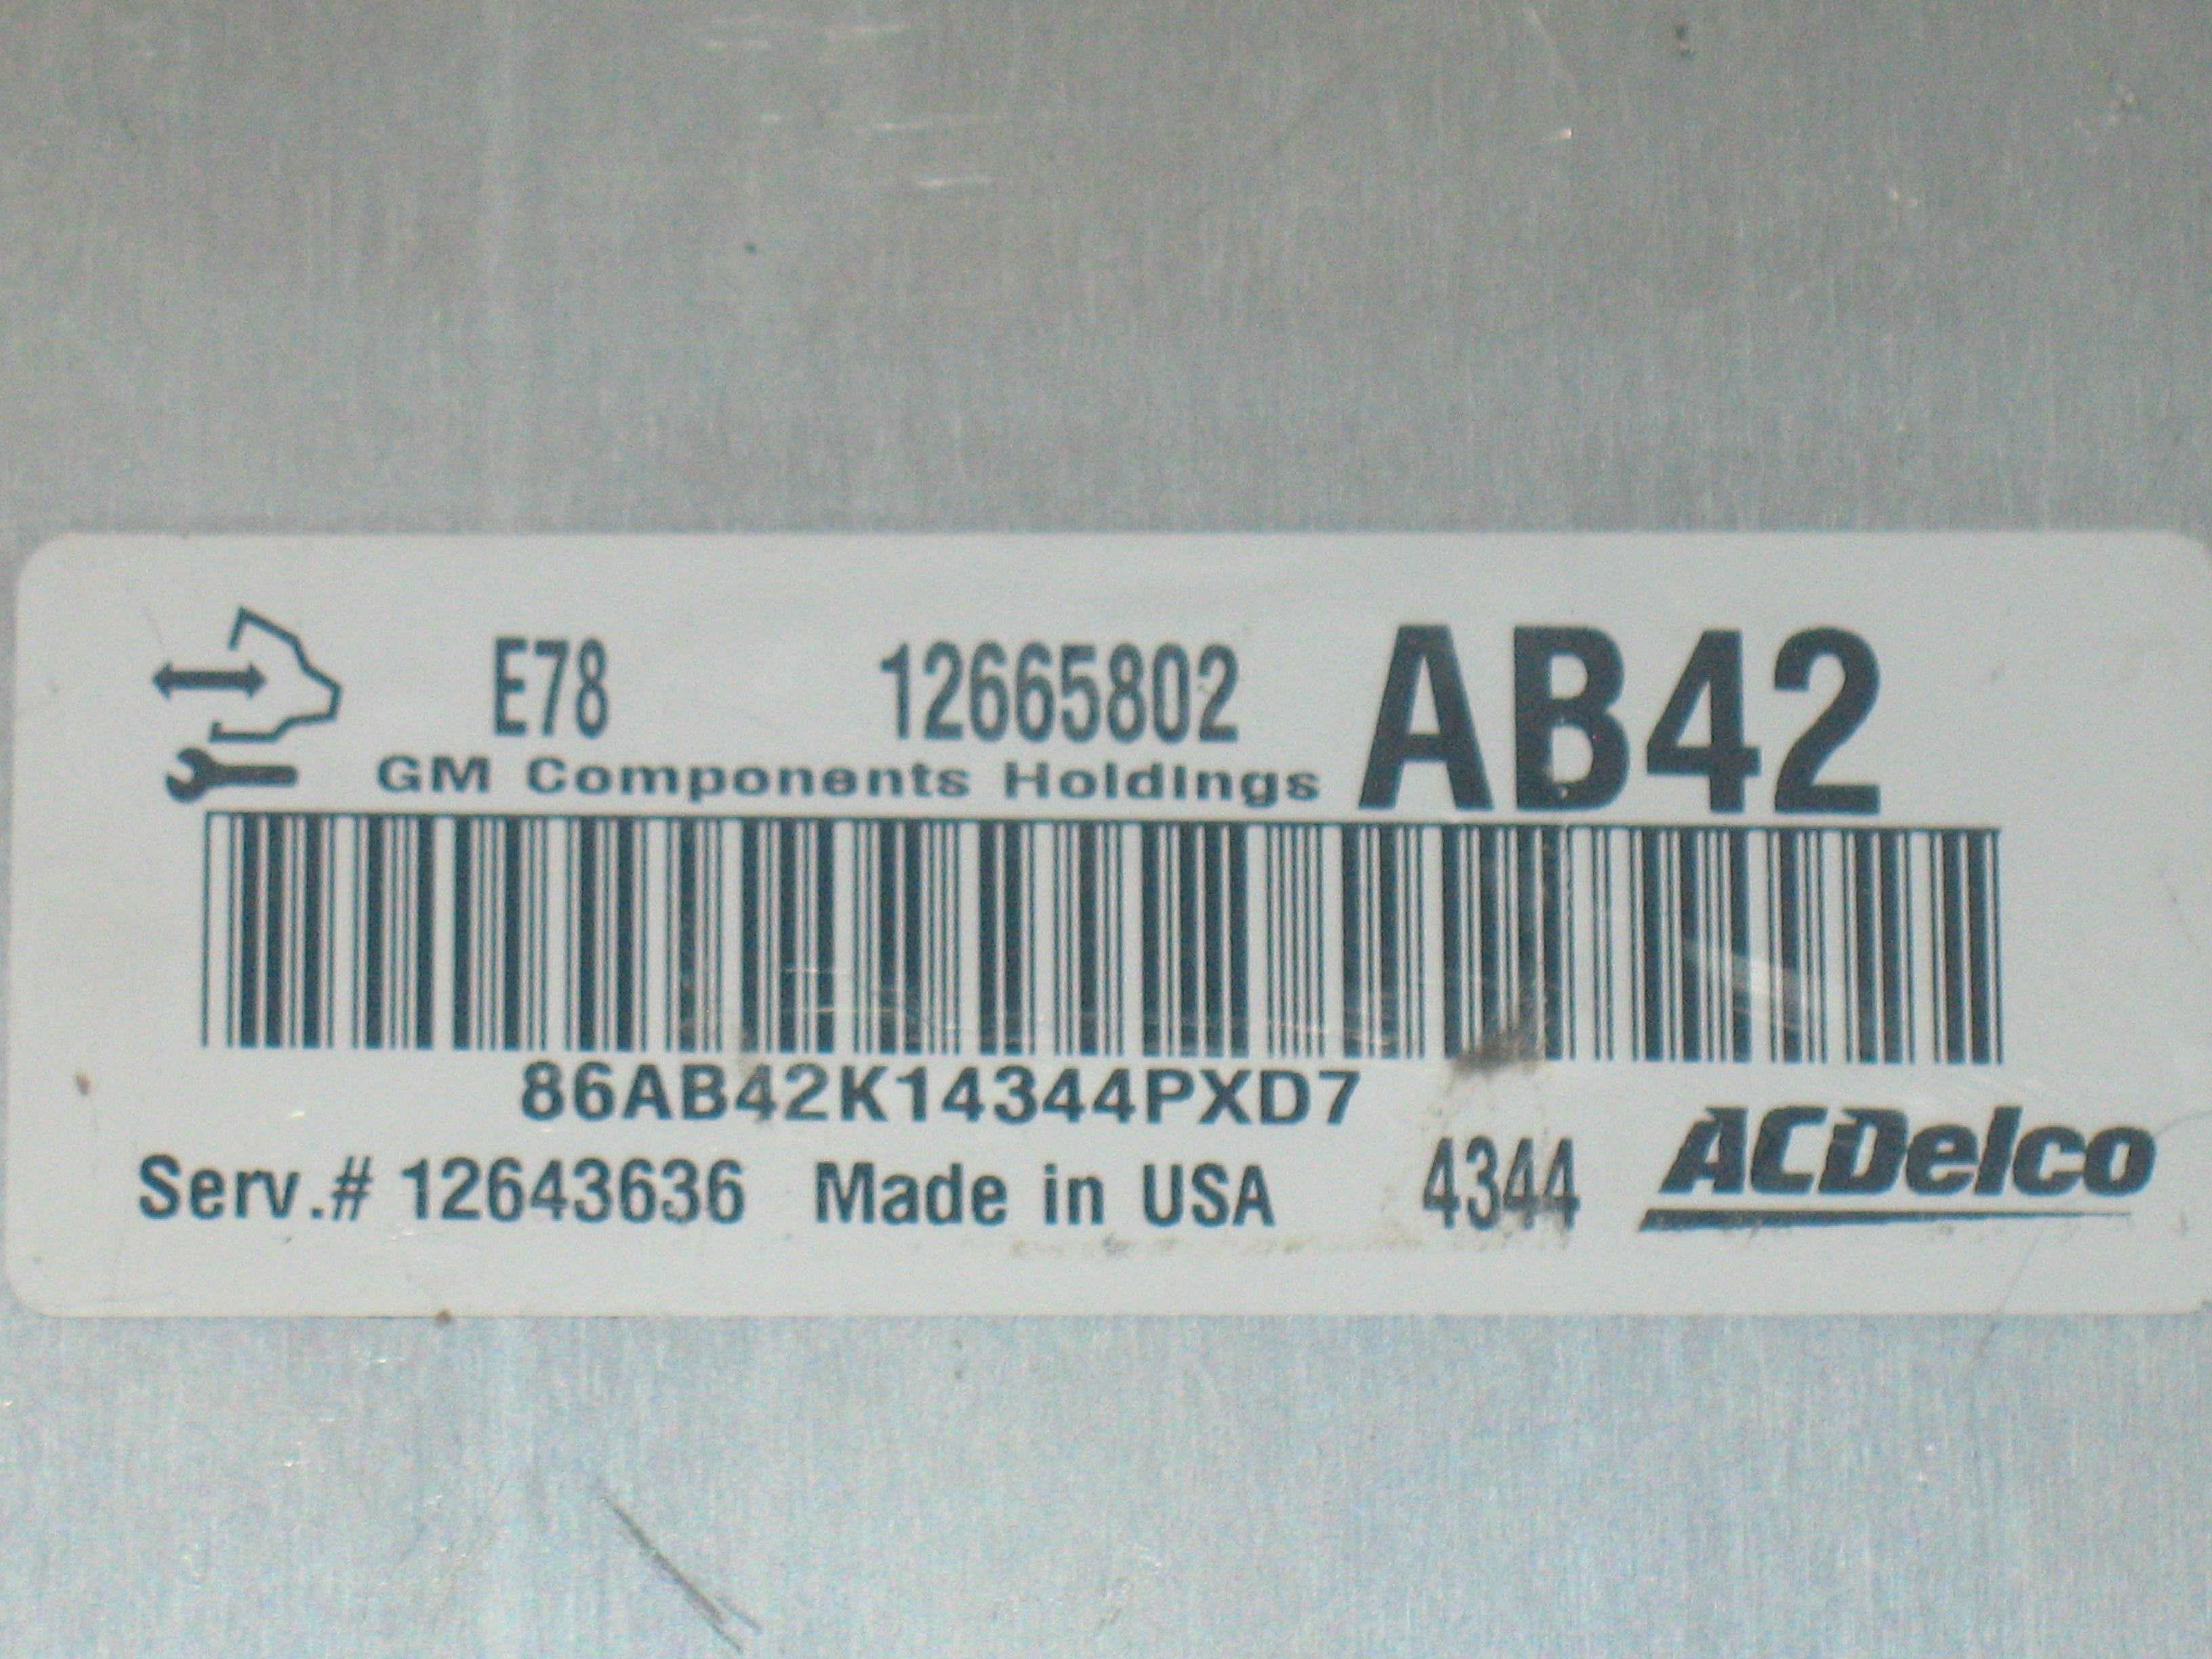 E78 12665802 AB42
GM Components Holdings
86AB42K14344PXD7
Serv.# 12643636 Made in USA 4344 ACDelco